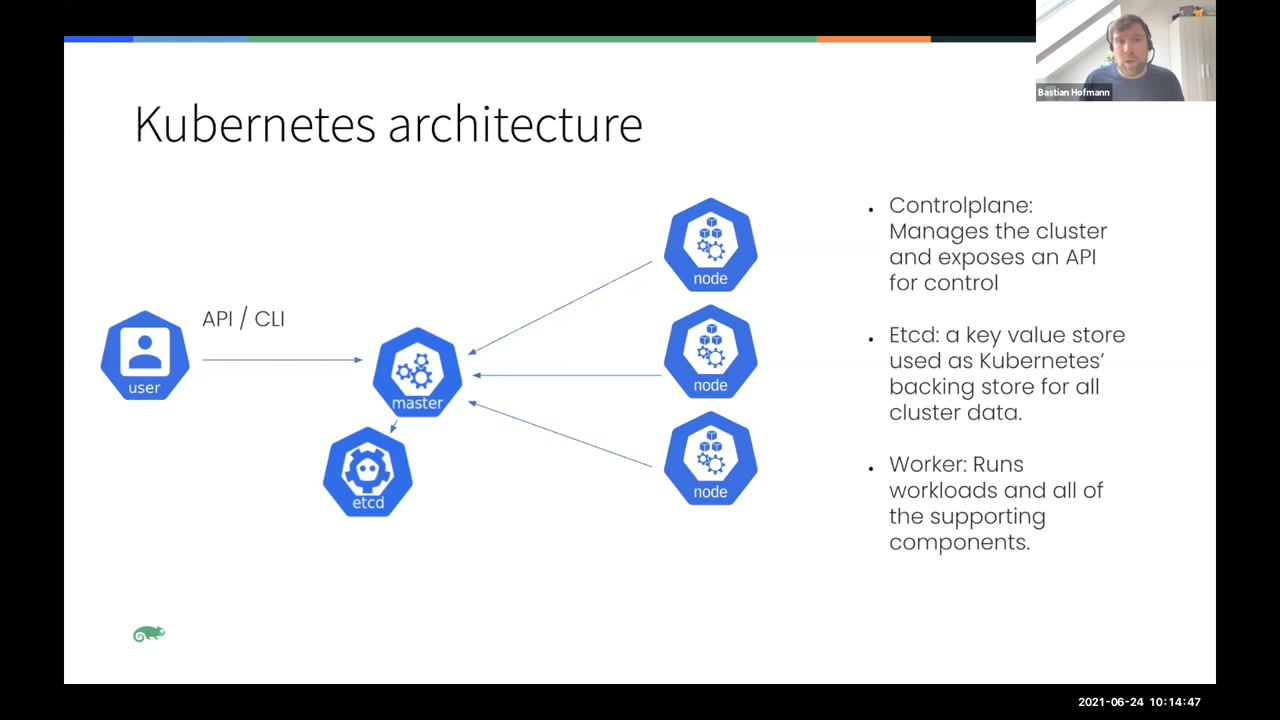 Bastian Hofmann
Kubernetes architecture
API / CLI
user
master
etcd
node
node
node
• Controlplane:
Manages the cluster
and exposes an API
for control
• Etcd: a key value store
used as Kubernetes’
backing store for all
cluster data.
• Worker: Runs
workloads and all of
the supporting
components.
2021-06-24 10:14:47